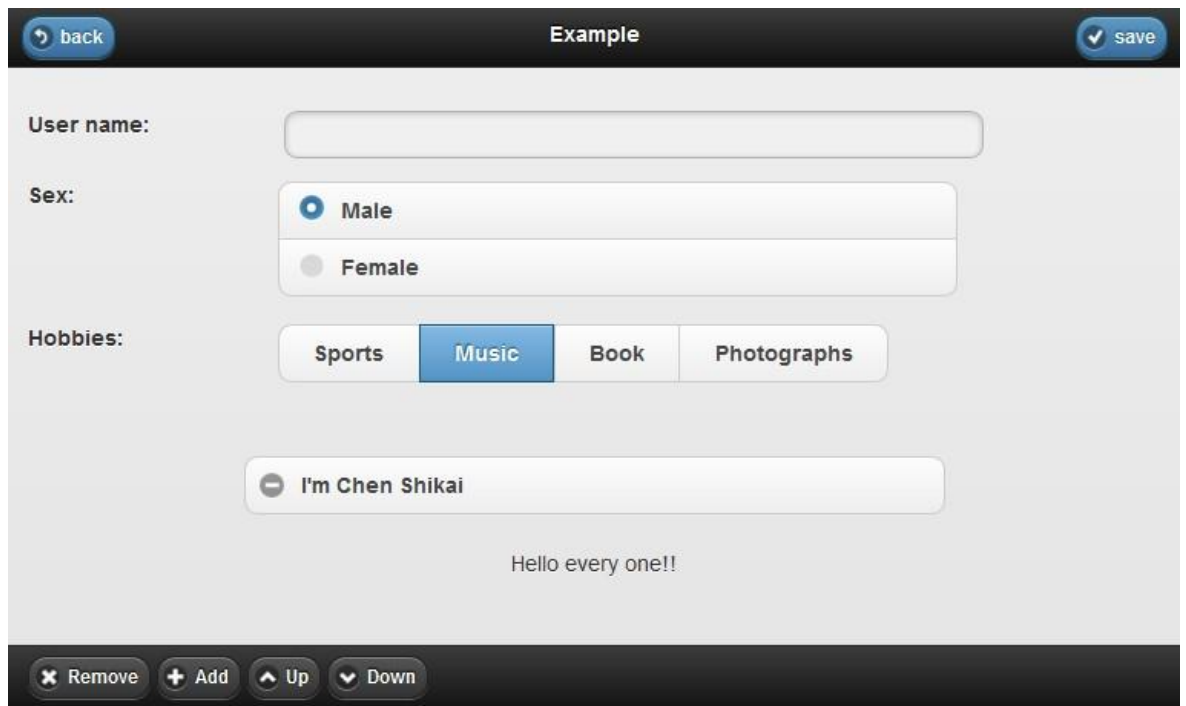 back Example save
User name:
Sex:
Male
Female
Hobbies:
Sports Music Book Photographs
I'm Chen Shikai
Hello every one!!
Remove Add Up Down